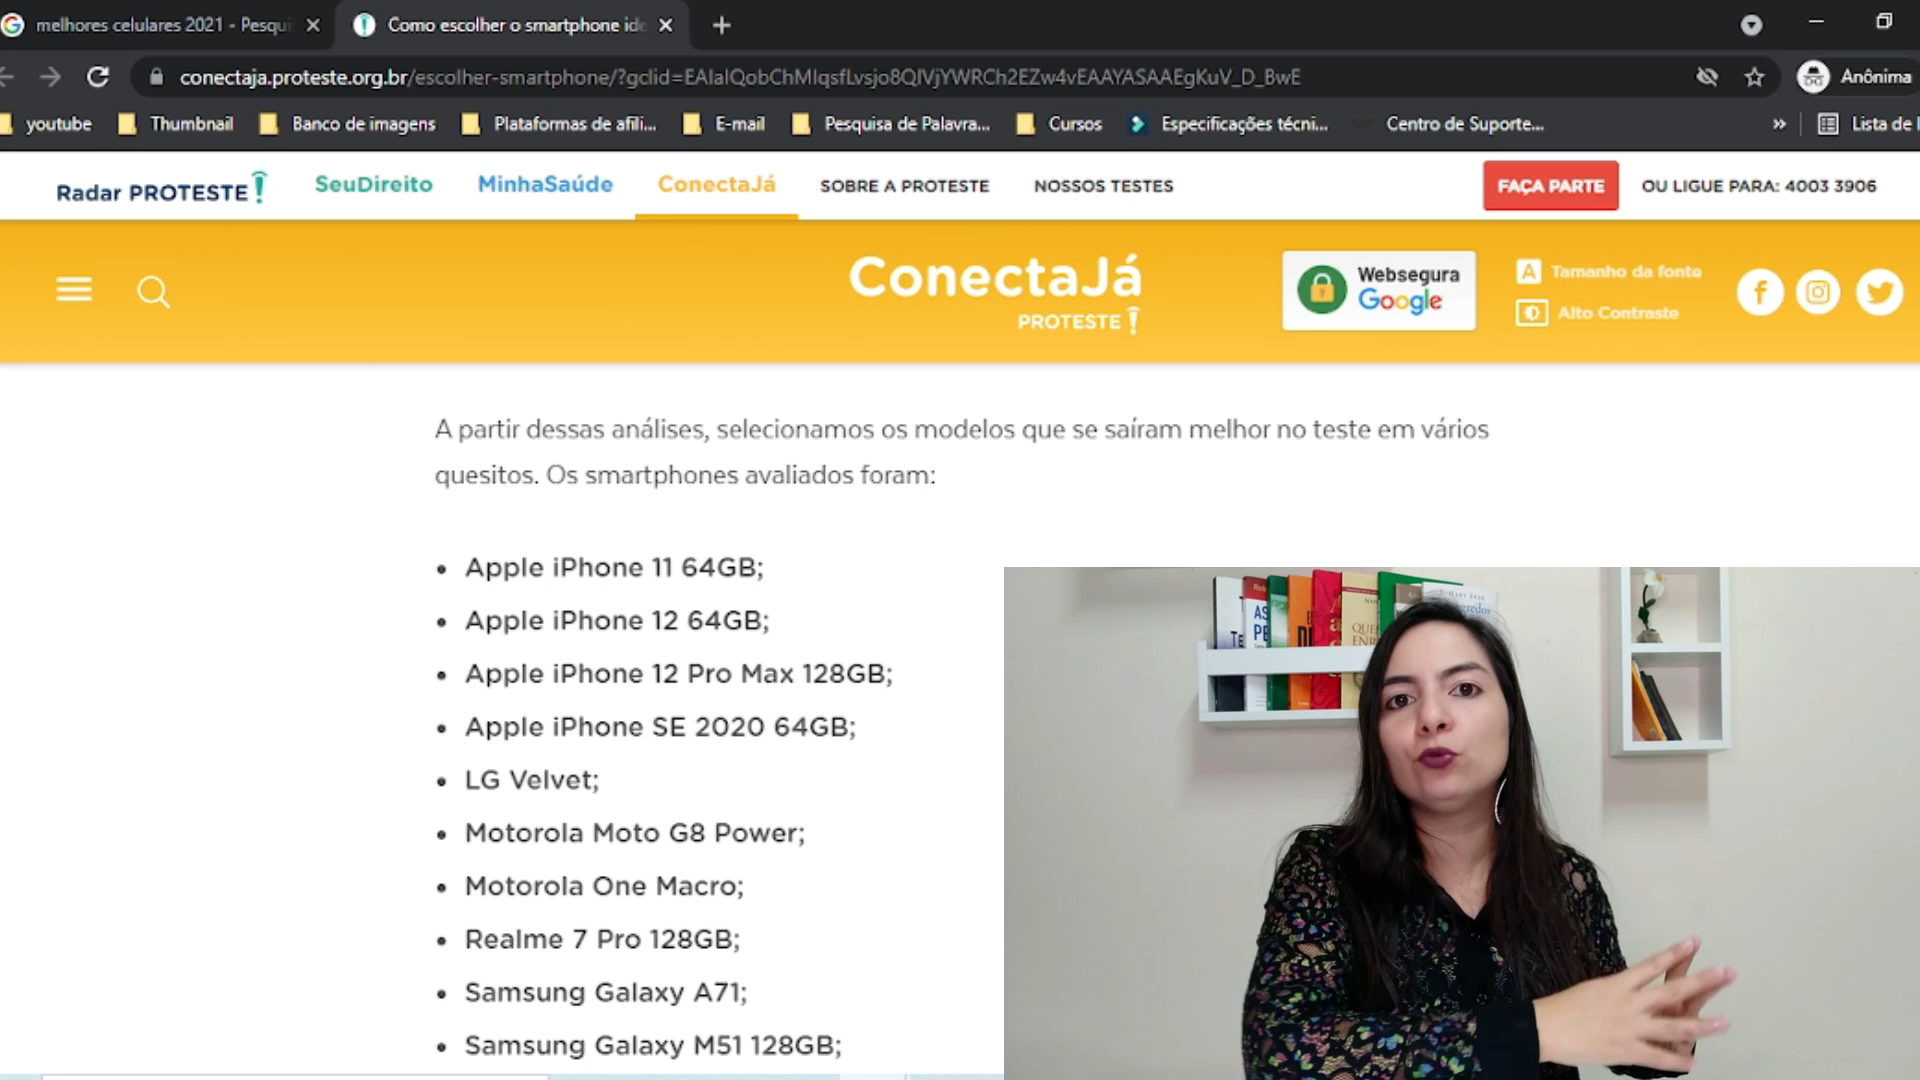 melhores celulares 2021 - Pesqui
Como escolher o smartphone ide
conectaja.proteste.org.br/escolher-smartphone/?gclid=EAIaIQobChMIqsfLvsjo8QIVjYWRCh2EZw4vEAAYASAAEgKuV_D_BwE
Anônima
youtube
Thumbnail
Banco de imagens
Plataformas de afili...
E-mail
Pesquisa de Palavra...
Cursos
Especificações técni...
Centro de Suporte...
»
Lista de
Radar PROTESTE
SeuDireito
MinhaSaúde
ConectaJá
SOBRE A PROTESTE
NOSSOS TESTES
FAÇA PARTE
OU LIGUE PARA: 4003 3906
ConectaJá
PROTESTE
Websegura
Google
A Tamanho da fonte
Alto Contraste
A partir dessas análises, selecionamos os modelos que se saíram melhor no teste em vários
quesitos. Os smartphones avaliados foram:
• Apple iPhone 11 64GB;
• Apple iPhone 12 64GB;
• Apple iPhone 12 Pro Max 128GB;
• Apple iPhone SE 2020 64GB;
• LG Velvet;
• Motorola Moto G8 Power;
• Motorola One Macro;
• Realme 7 Pro 128GB;
• Samsung Galaxy A71;
• Samsung Galaxy M51 128GB;